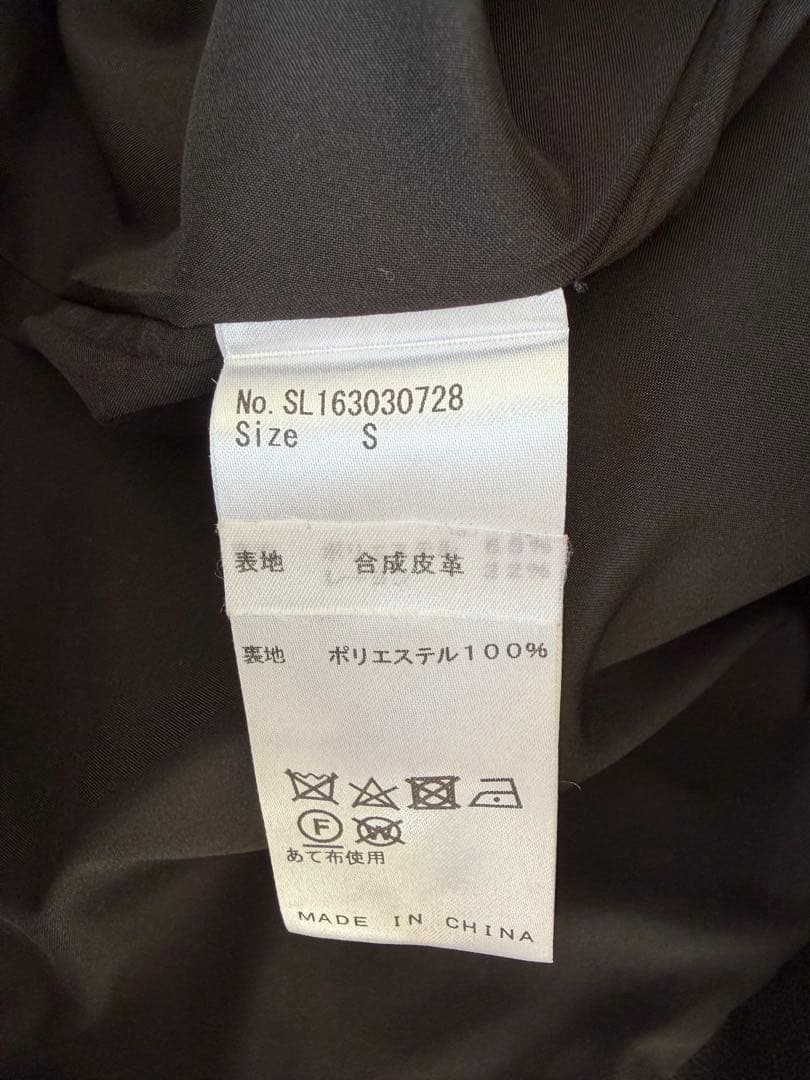 No. SL163030728
Size S
表地 合成皮革
裏地 ポリエステル100%
F
W
あて布使用
MADE IN CHINA